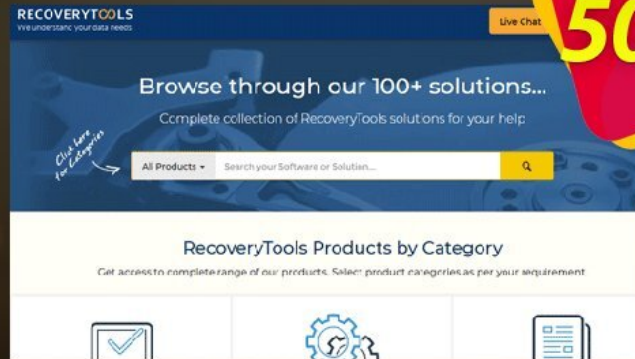 RECOVERYTOOLS
We understand your data needs
Live Chat
50
Browse through our 100+ solutions...
Complete collection of RecoveryTools solutions for your help
Click here
for Categories
All Products
Search your Software or Solution....
RecoveryTools Products by Category
Get access to complete range of our products. Select product categories as per your requirement